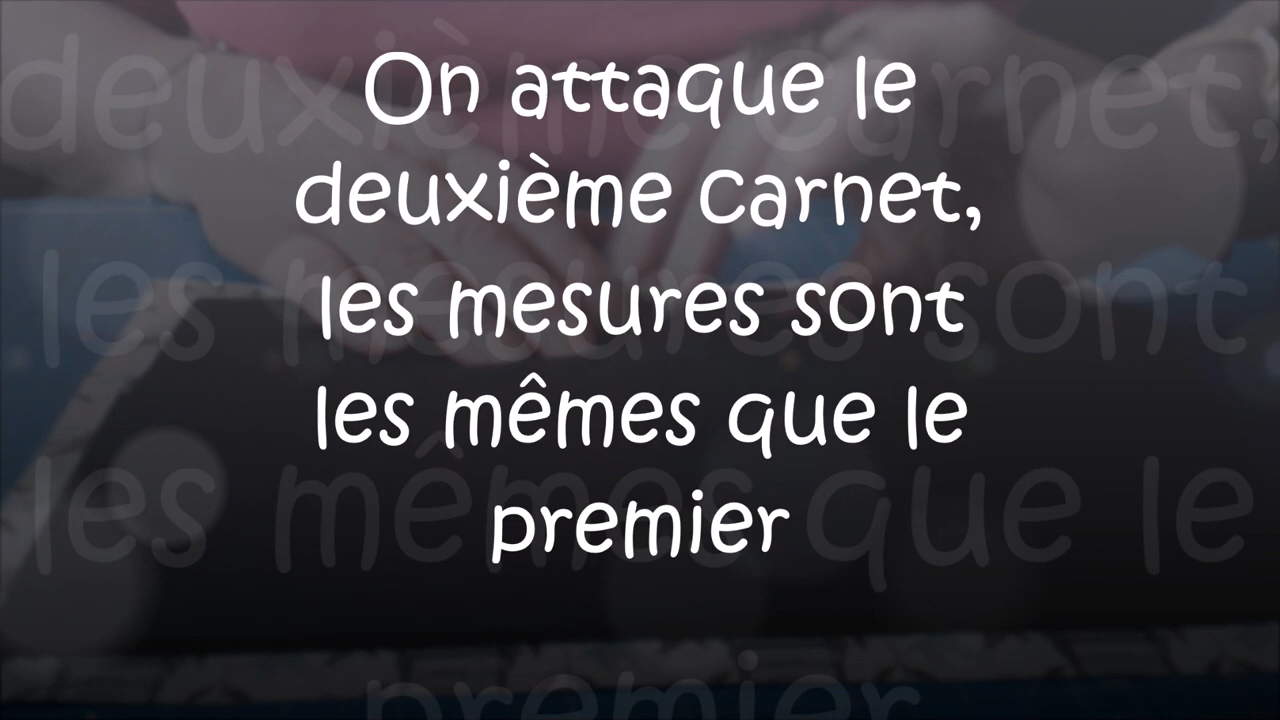 On attaque le
deuxième carnet,
les mesures sont
les mêmes que le
premier